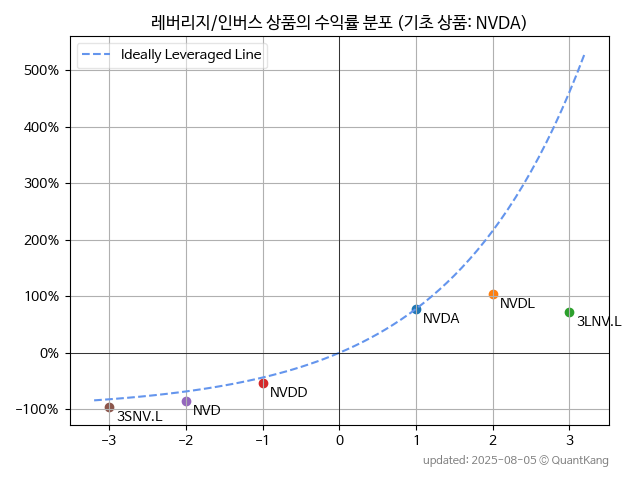 레버리지/인버스 상품의 수익률 분포 (기초 상품: NVDA)
Ideally Leveraged Line
500%
400%
300%
200%
100%
0%
−100%
NVDA
NVDL
3LNV.L
NVDD
NVD
3SNV.L
−3
−2
−1
0
1
2
3
updated: 2025-08-05 © QuantKang